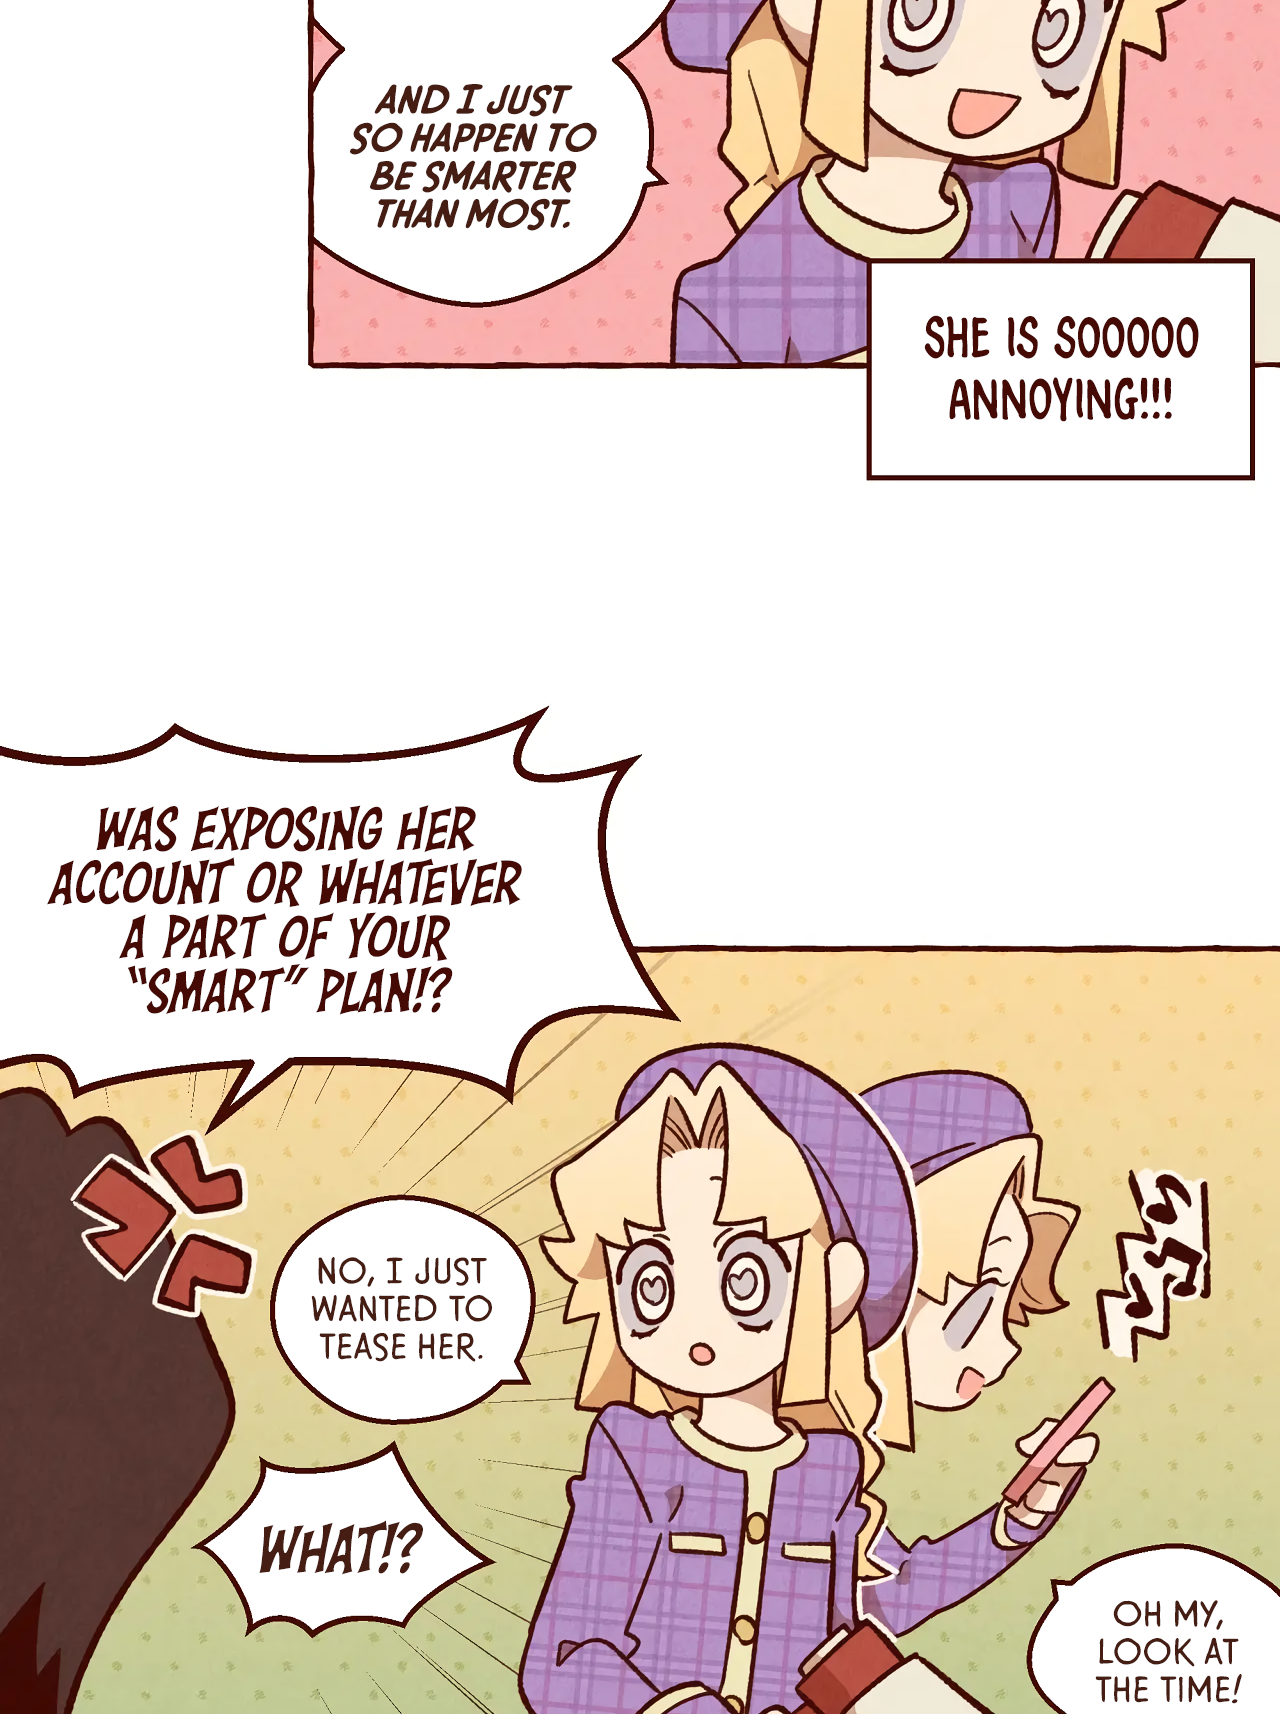 AND I JUST
SO HAPPEN TO
BE SMARTER
THAN MOST.
SHE IS SOOOOO
ANNOYING!!!
WAS EXPOSING HER
ACCOUNT OR WHATEVER
A PART OF YOUR
“SMART” PLAN!?
NO, I JUST
WANTED TO
TEASE HER.
WHAT!?
OH MY,
LOOK AT
THE TIME!